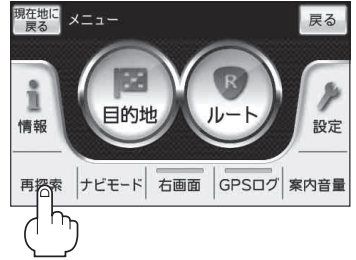 現在地に
戻る
メニュー
戻る
目的地
R
ルート
情報
設定
再探索
ナビモード
右画面
GPSログ
案内音量